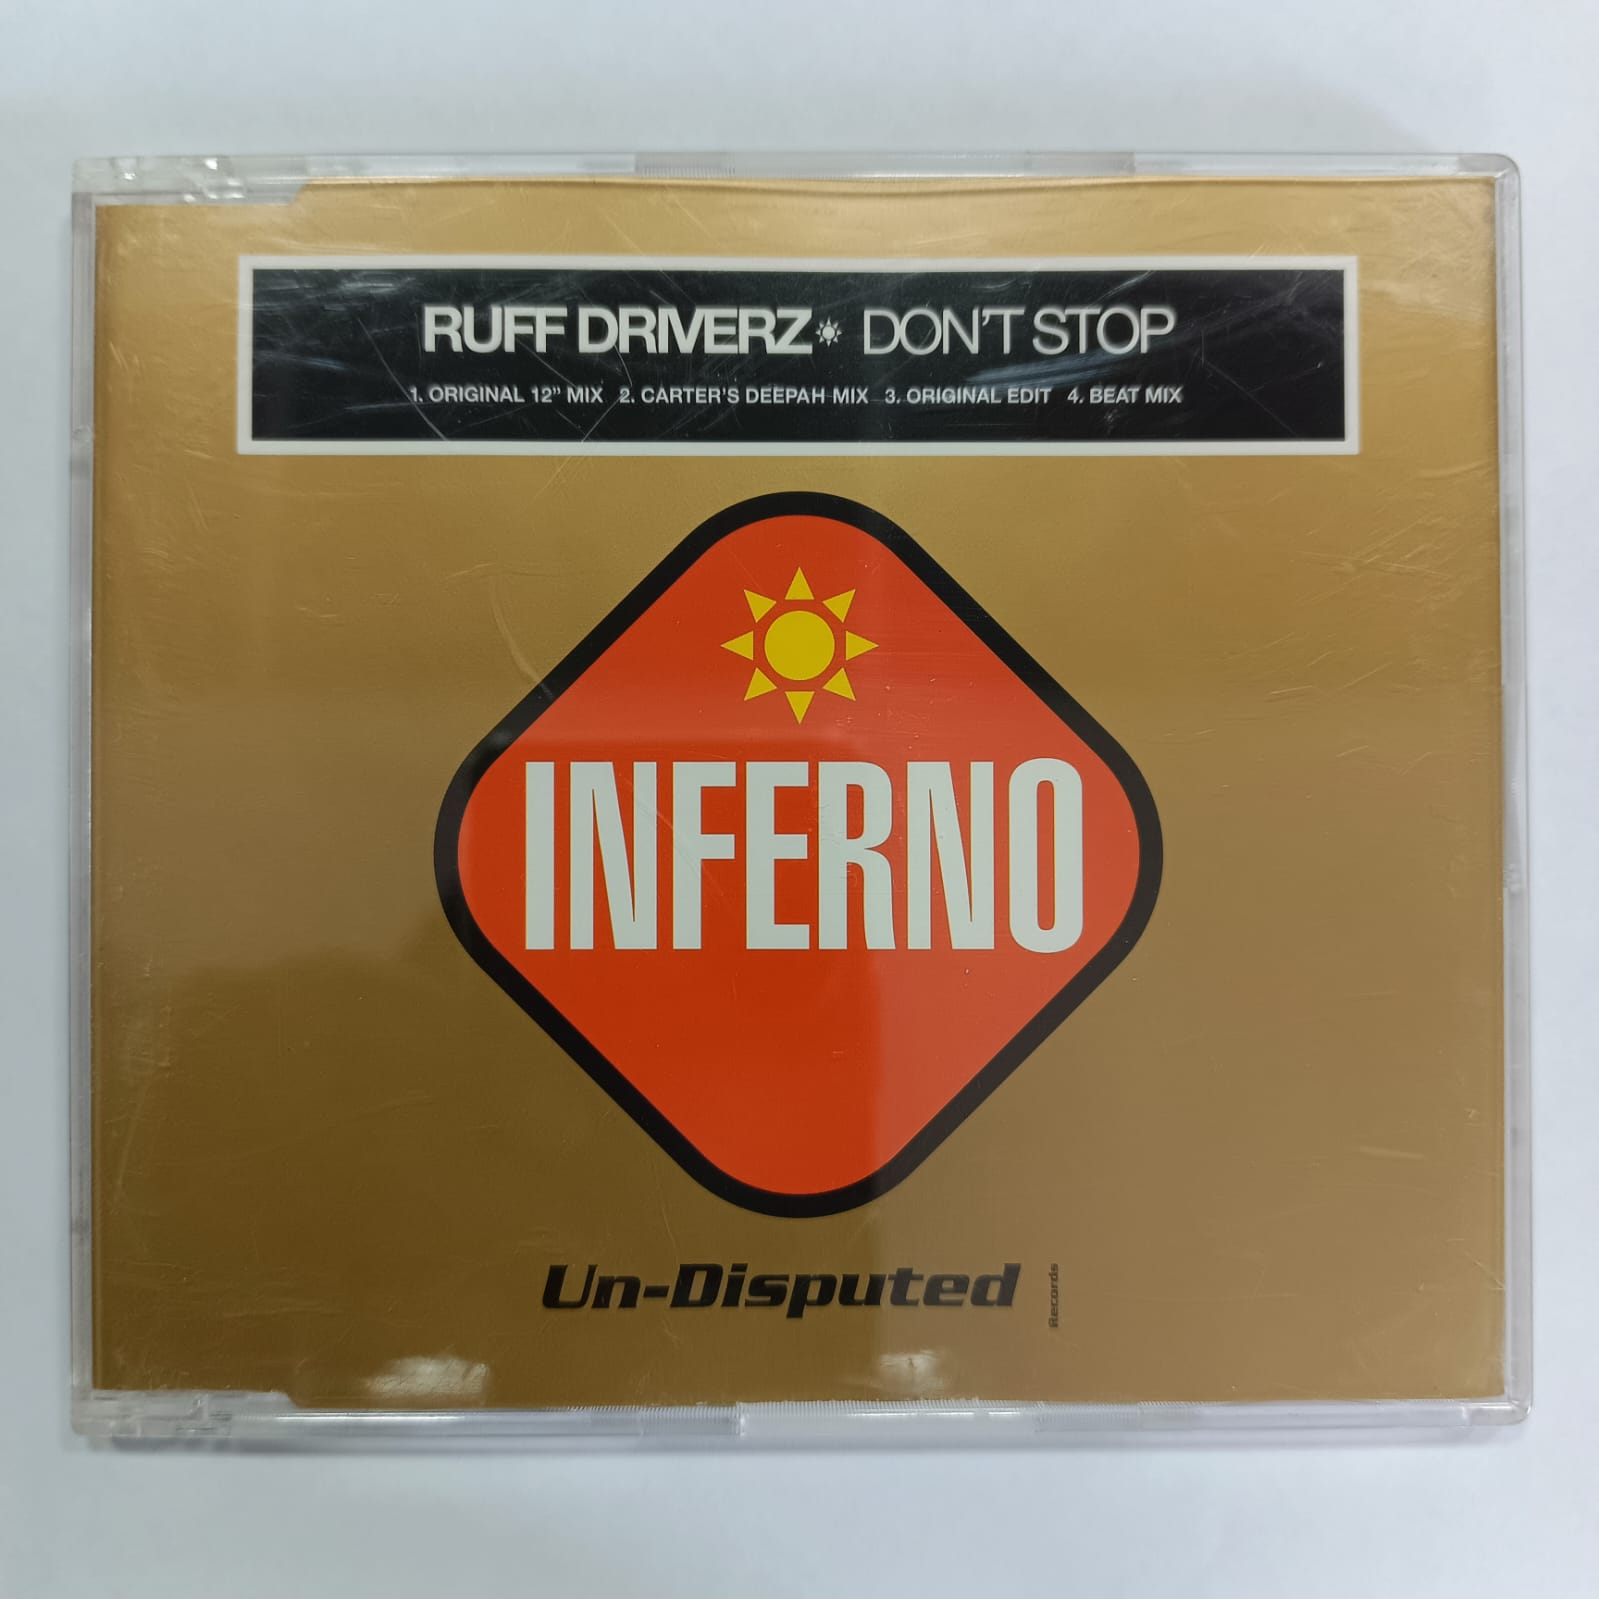 RUFF DRIVERZ DON'T STOP
1. ORIGINAL 12" MIX 2. CARTER'S DEEPAH MIX 3. ORIGINAL EDIT 4. BEAT MIX
INFERNO
Un-Disputed
Records